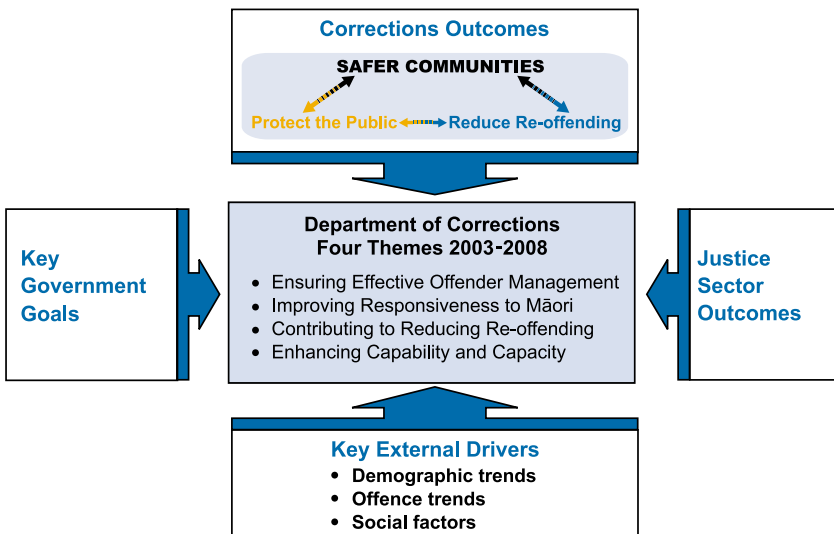 Corrections Outcomes
SAFER COMMUNITIES
Protect the Public
Reduce Re-offending
Key
Government
Goals
Department of Corrections
Four Themes 2003-2008
• Ensuring Effective Offender Management
• Improving Responsiveness to Māori
• Contributing to Reducing Re-offending
• Enhancing Capability and Capacity
Justice
Sector
Outcomes
Key External Drivers
• Demographic trends
• Offence trends
• Social factors